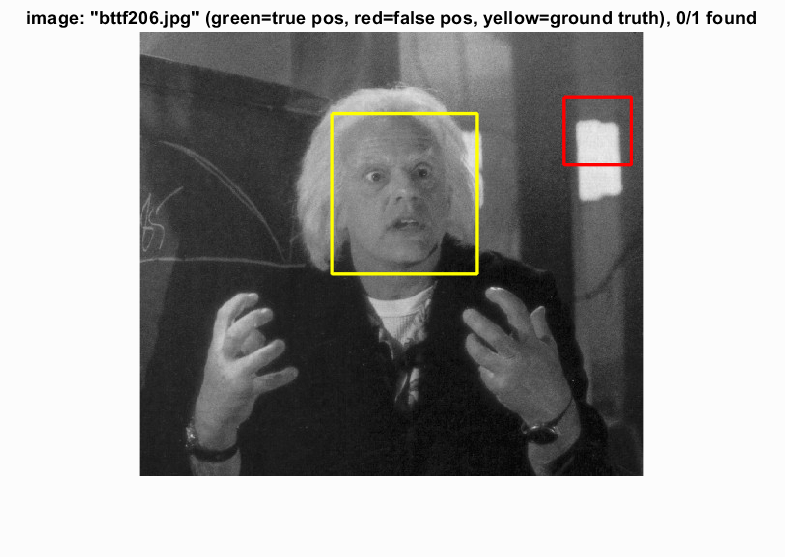 image: "bttf206.jpg" (green=true pos, red=false pos, yellow=ground truth), 0/1 found